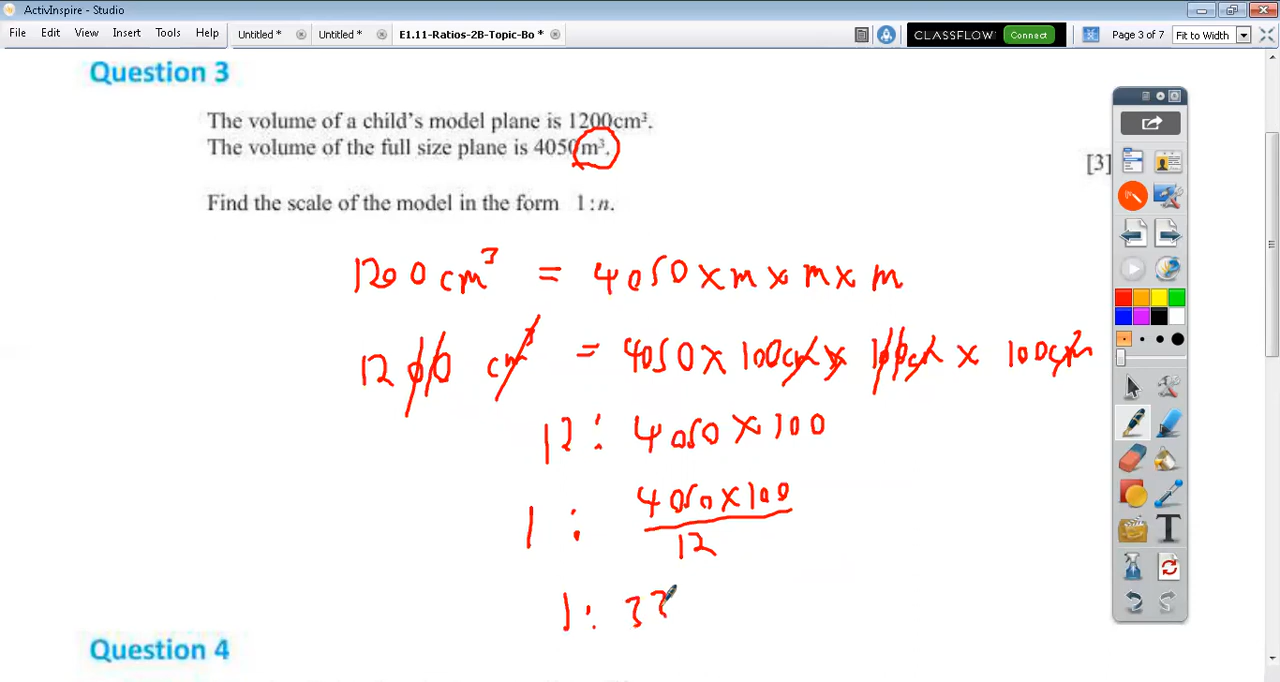 ActivInspire - Studio
File Edit View Insert Tools Help Untitled * Untitled * E1.11-Ratios-2B-Topic-Bo * CLASSFLOW Connect Page 3 of 7 Fit to Width
Question 3
The volume of a child's model plane is 1200cm³.
The volume of the full size plane is 4050m³.
[3]
Find the scale of the model in the form 1:n.
1200 cm³ = 4050 × m × m × m
1200 cm³ = 4050 × 100cm × 100cm × 100cm
12 : 4050 × 100
1 : 4050×100
12
1 : 33
Question 4
T